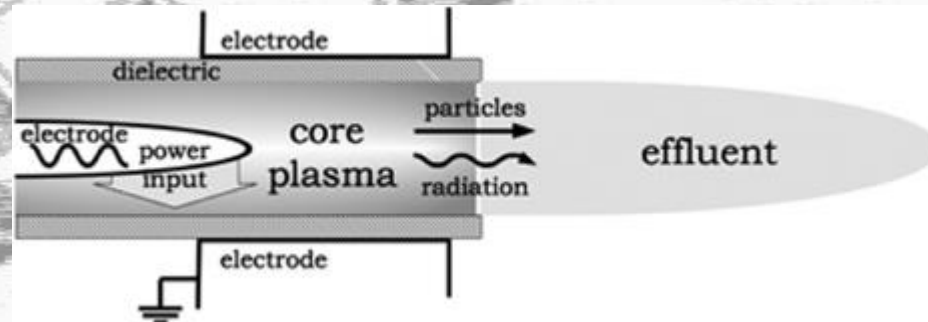 electrode
dielectric
electrode
power
input
core
plasma
particles
radiation
effluent
electrode